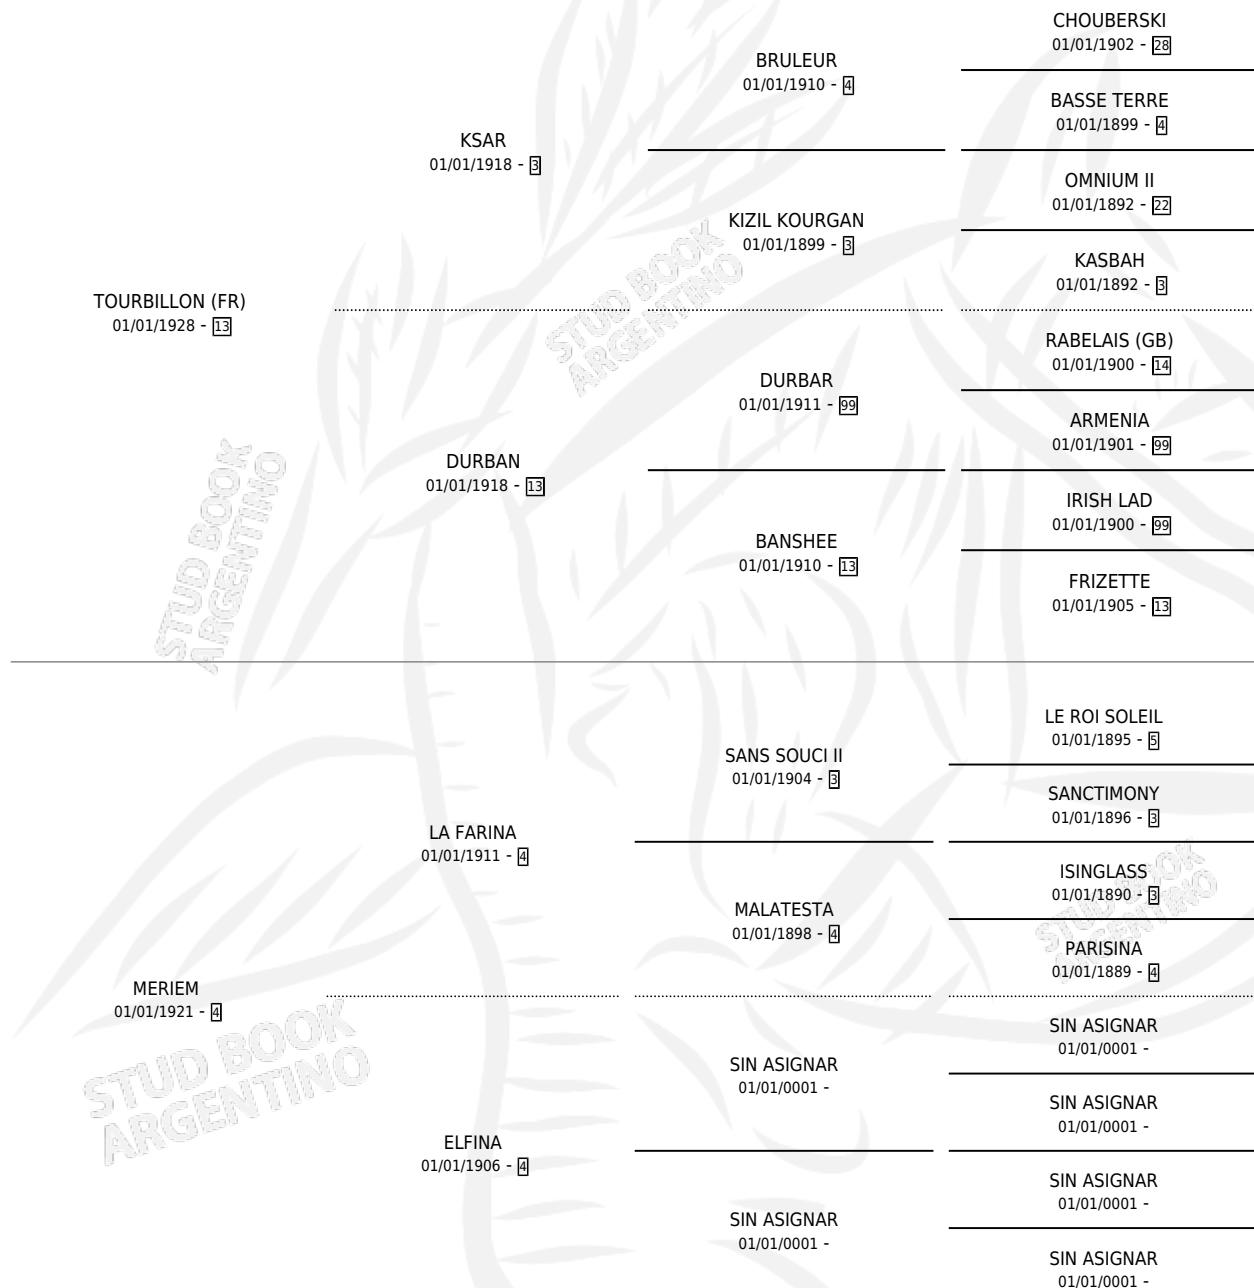 CHOUBERSKI
01/01/1902 - 28
BRULEUR
01/01/1910 - 4
BASSE TERRE
01/01/1899 - 4
KSAR
01/01/1918 - 3
OMNIUM II
01/01/1892 - 22
KIZIL KOURGAN
01/01/1899 - 3
KASBAH
01/01/1892 - 3
TOURBILLON (FR)
01/01/1928 - 13
RABELAIS (GB)
01/01/1900 - 14
DURBAR
01/01/1911 - 99
ARMENIA
01/01/1901 - 99
DURBAN
01/01/1918 - 13
IRISH LAD
01/01/1900 - 99
BANSHEE
01/01/1910 - 13
FRIZETTE
01/01/1905 - 13
LE ROI SOLEIL
01/01/1895 - 5
SANS SOUCI II
01/01/1904 - 3
SANCTIMONY
01/01/1896 - 3
LA FARINA
01/01/1911 - 4
ISINGLASS
01/01/1890 - 3
MALATESTA
01/01/1898 - 4
PARISINA
01/01/1889 - 4
MERIEM
01/01/1921 - 4
SIN ASIGNAR
01/01/0001 -
SIN ASIGNAR
01/01/0001 -
SIN ASIGNAR
01/01/0001 -
ELFINA
01/01/1906 - 4
SIN ASIGNAR
01/01/0001 -
SIN ASIGNAR
01/01/0001 -
SIN ASIGNAR
01/01/0001 -
STUD BOOK
ARGENTINO
STUD BOOK
ARGENTINO
STUD BOOK
ARGENTINO
STUD BOOK
ARGENTINO